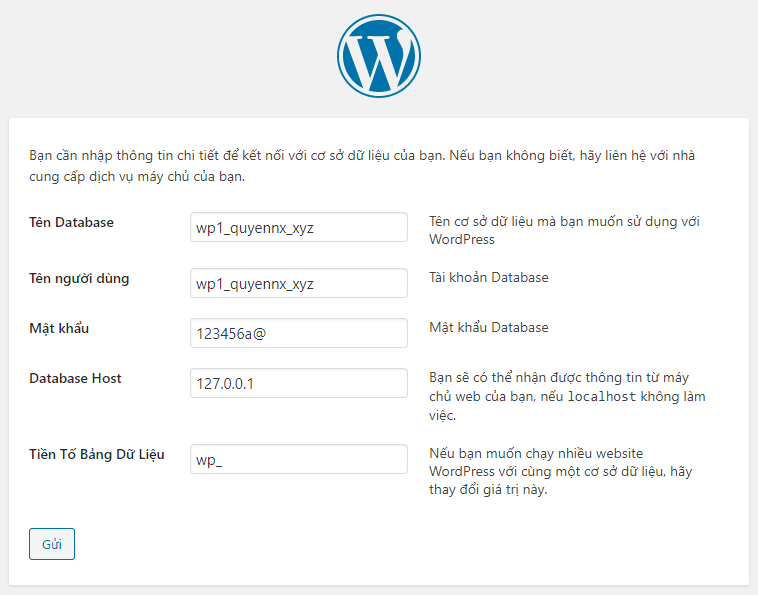 Bạn cần nhập thông tin chi tiết để kết nối với cơ sở dữ liệu của bạn. Nếu bạn không biết, hãy liên hệ với nhà
cung cấp dịch vụ máy chủ của bạn.
Tên Database
wp1_quyennx_xyz
Tên cơ sở dữ liệu mà bạn muốn sử dụng với
WordPress
Tên người dùng
wp1_quyennx_xyz
Tài khoản Database
Mật khẩu
123456a@
Mật khẩu Database
Database Host
127.0.0.1
Bạn sẽ có thể nhận được thông tin từ máy
chủ web của bạn, nếu localhost không làm
việc.
Tiền Tố Bảng Dữ Liệu
wp_
Nếu bạn muốn chạy nhiều website
WordPress với cùng một cơ sở dữ liệu, hãy
thay đổi giá trị này.
Gửi